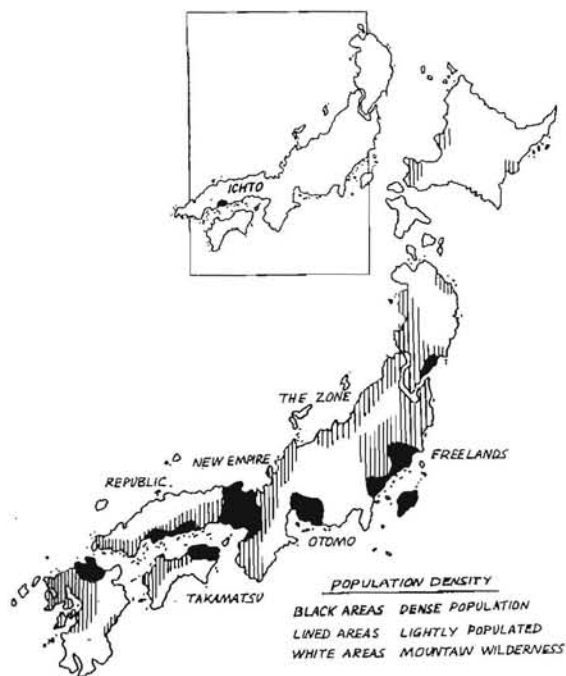 ICHTO
THE ZONE
NEW EMPIRE
FREELANDS
REPUBLIC.
OTOMO
TAKAMATSU
POPULATION DENSITY
BLACK AREAS DENSE POPULATION
LINED AREAS LIGHTLY POPULATED
WHITE AREAS MOUNTAIN WILDERNESS